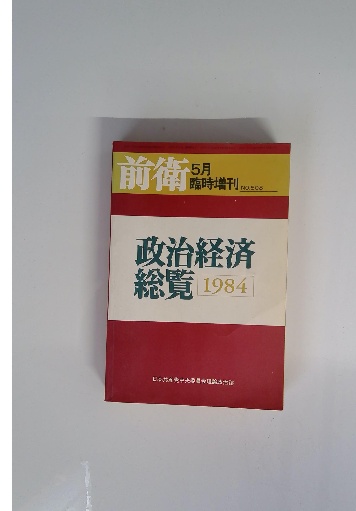 前衛
5月
臨時増刊
政治経済
総覧 1984